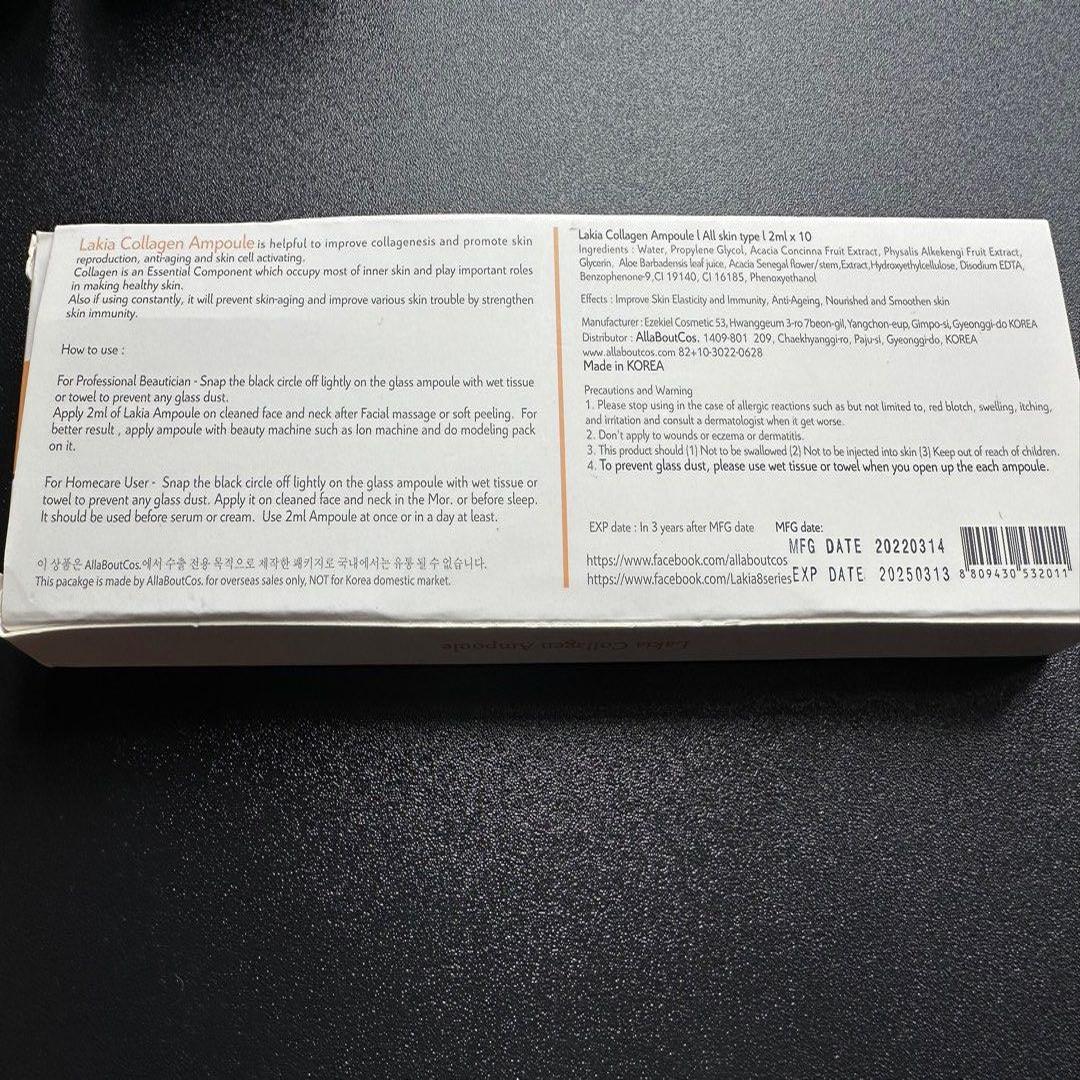 Lakia Collagen Ampoule is helpful to improve collagenesis and promote skin
reproduction, anti-aging and skin cell activating.
Collagen is an Essential Component which occupy most of inner skin and play important roles
in making healthy skin.
Also if using constantly, it will prevent skin-aging and improve various skin trouble by strengthen
skin immunity.
How to use :
For Professional Beautician - Snap the black circle off lightly on the glass ampoule with wet tissue
or towel to prevent any glass dust.
Apply 2ml of Lakia Ampoule on cleaned face and neck after Facial massage or soft peeling. For
better result , apply ampoule with beauty machine such as Ion machine and do modeling pack
on it.
For Homecare User - Snap the black circle off lightly on the glass ampoule with wet tissue or
towel to prevent any glass dust. Apply it on cleaned face and neck in the Mor. or before sleep.
It should be used before serum or cream. Use 2ml Ampoule at once or in a day at least.
이 상품은 AllaBoutCos.에서 수출 전용 목적으로 제작한 패키지로 국내에서는 유통 될 수 없습니다.
This pacakge is made by AllaBoutCos. for overseas sales only, NOT for Korea domestic market.
Lakia Collagen Ampoule l All skin type l 2ml x 10
Ingredients : Water, Propylene Glycol, Acacia Concinna Fruit Extract, Physalis Alkekengi Fruit Extract,
Glycerin, Aloe Barbadensis leaf juice, Acacia Senegal flower/stem,Extract,Hydroxyethylcellulose, Disodium EDTA,
Benzophenone-9,CI 19140, CI 16185, Phenoxyethanol
Effects : Improve Skin Elasticity and Immunity, Anti-Ageing, Nourished and Smoothen skin
Manufacturer : Ezekiel Cosmetic 53, Hwanggeum 3-ro 7beon-gil, Yangchon-eup, Gimpo-si, Gyeonggi-do KOREA
Distributor : AllaBoutCos. 1409-801 209, Chaekhyanggi-ro, Paju-si, Gyeonggi-do, KOREA
www.allaboutcos.com 82+10-3022-0628
Made in KOREA
Precautions and Warning
1. Please stop using in the case of allergic reactions such as but not limited to, red blotch, swelling, itching,
and irritation and consult a dermatologist when it get worse.
2. Don't apply to wounds or eczema or dermatitis.
3. This product should (1) Not to be swallowed (2) Not to be injected into skin (3) Keep out of reach of children.
4. To prevent glass dust, please use wet tissue or towel when you open up the each ampoule.
EXP date : In 3 years after MFG date MFG date:
MFG DATE 20220314
https://www.facebook.com/allaboutcos
https://www.facebook.com/Lakia8series EXP DATE 20250313
8 809430 532011
Lakia Collagen Ampoule